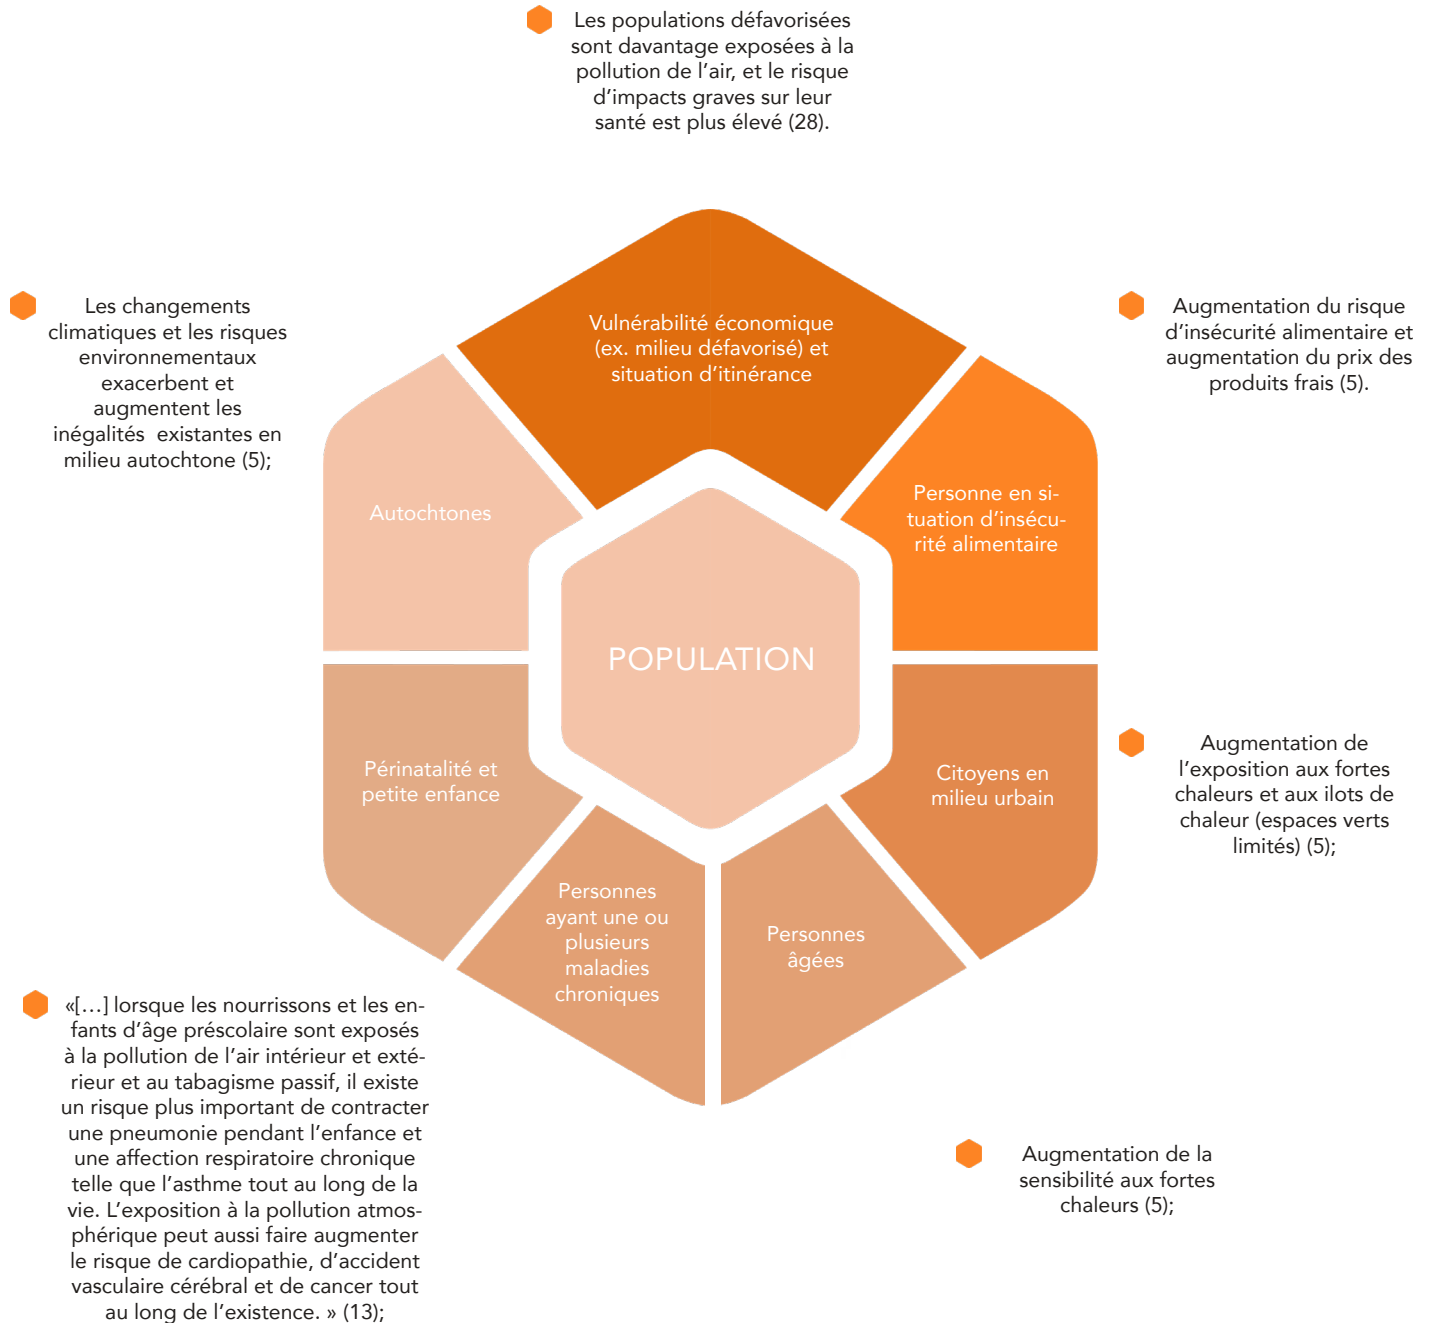 Les populations défavorisées
sont davantage exposées à la
pollution de l'air, et le risque
d'impacts graves sur leur
santé est plus élevé (28).
Les changements
climatiques et les risques
environnementaux
exacerbent et
augmentent les
inégalités  existantes en
milieu autochtone (5);
Vulnérabilité économique
(ex. milieu défavorisé) et
situation d'itinérance
Augmentation du risque
d'insécurité alimentaire et
augmentation du prix des
produits frais (5).
Autochtones
Personne en si-
tuation d'insécu-
rité alimentaire
POPULATION
Périnatalité et
petite enfance
Citoyens en
milieu urbain
Augmentation de
l'exposition aux fortes
chaleurs et aux ilots de
chaleur (espaces verts
limités) (5);
Personnes
ayant une ou
plusieurs
maladies
chroniques
Personnes
âgées
«[…] lorsque les nourrissons et les en-
fants d'âge préscolaire sont exposés
à la pollution de l'air intérieur et exté-
rieur et au tabagisme passif, il existe
un risque plus important de contracter
une pneumonie pendant l'enfance et
une affection respiratoire chronique
telle que l'asthme tout au long de la
vie. L'exposition à la pollution atmos-
phérique peut aussi faire augmenter
le risque de cardiopathie, d'accident
vasculaire cérébral et de cancer tout
au long de l'existence. » (13);
Augmentation de la
sensibilité aux fortes
chaleurs (5);